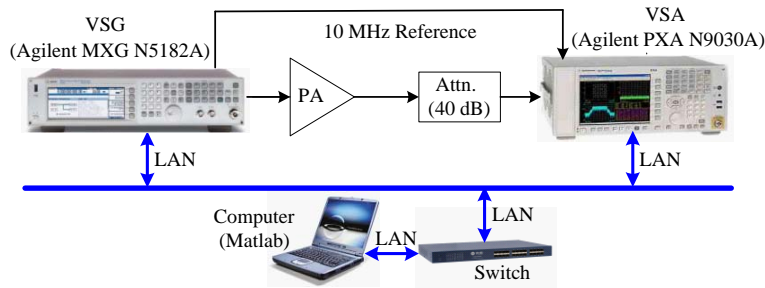 VSG
(Agilent MXG N5182A)
10 MHz Reference
VSA
(Agilent PXA N9030A)
PA
Attn.
(40 dB)
LAN
LAN
LAN
Computer
(Matlab)
LAN
Switch